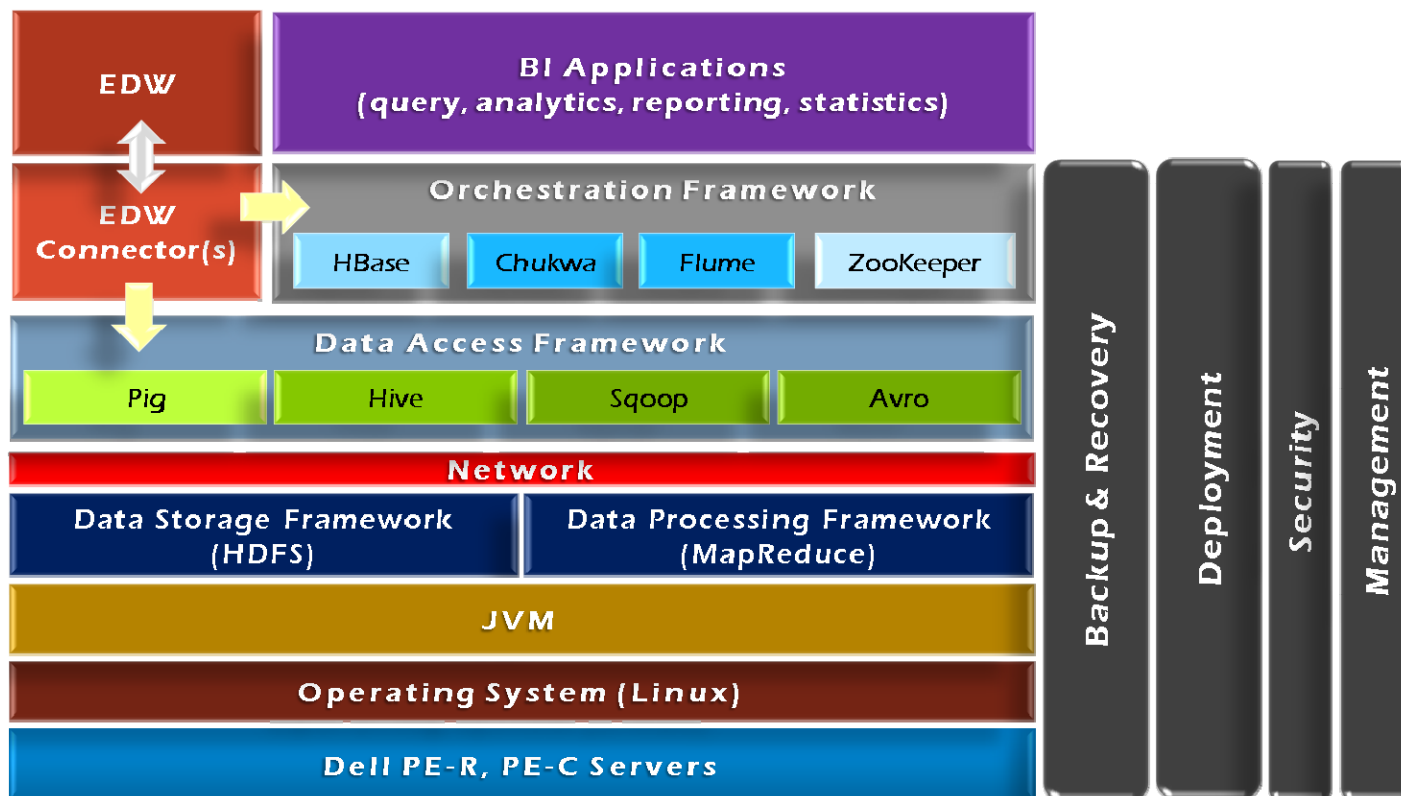 EDW
BI Applications
(query, analytics, reporting, statistics)
EDW
Connector(s)
Orchestration Framework
HBase
Chukwa
Flume
ZooKeeper
Data Access Framework
Pig
Hive
Sqoop
Avro
Network
Data Storage Framework
(HDFS)
Data Processing Framework
(MapReduce)
JVM
Operating System (Linux)
Dell PE-R, PE-C Servers
Backup & Recovery
Deployment
Security
Management